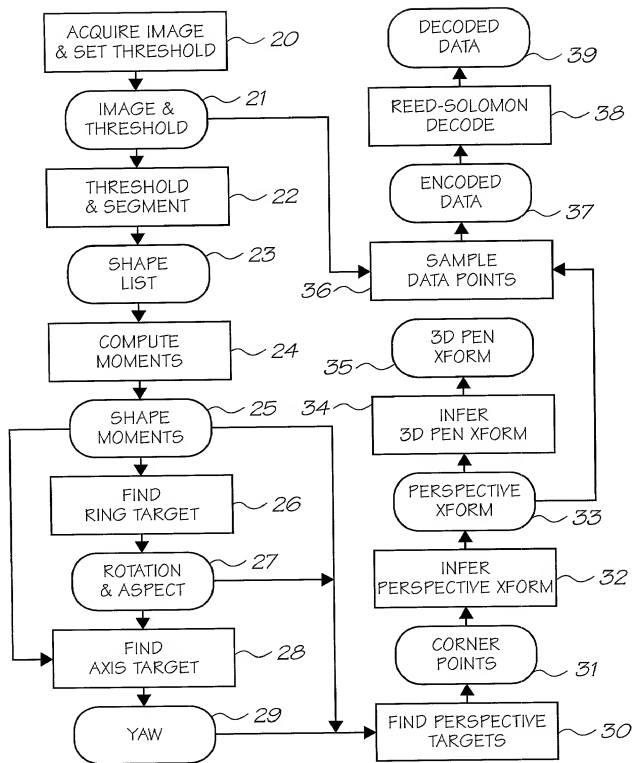 ACQUIRE IMAGE
& SET THRESHOLD
20
IMAGE &
THRESHOLD
21
THRESHOLD
& SEGMENT
22
SHAPE
LIST
23
COMPUTE
MOMENTS
24
SHAPE
MOMENTS
25
FIND
RING TARGET
26
ROTATION
& ASPECT
27
FIND
AXIS TARGET
28
YAW
29
DECODED
DATA
39
REED-SOLOMON
DECODE
38
ENCODED
DATA
37
SAMPLE
DATA POINTS
36
3D PEN
XFORM
35
34
INFER
3D PEN XFORM
PERSPECTIVE
XFORM
33
INFER
PERSPECTIVE XFORM
32
CORNER
POINTS
31
FIND PERSPECTIVE
TARGETS
30